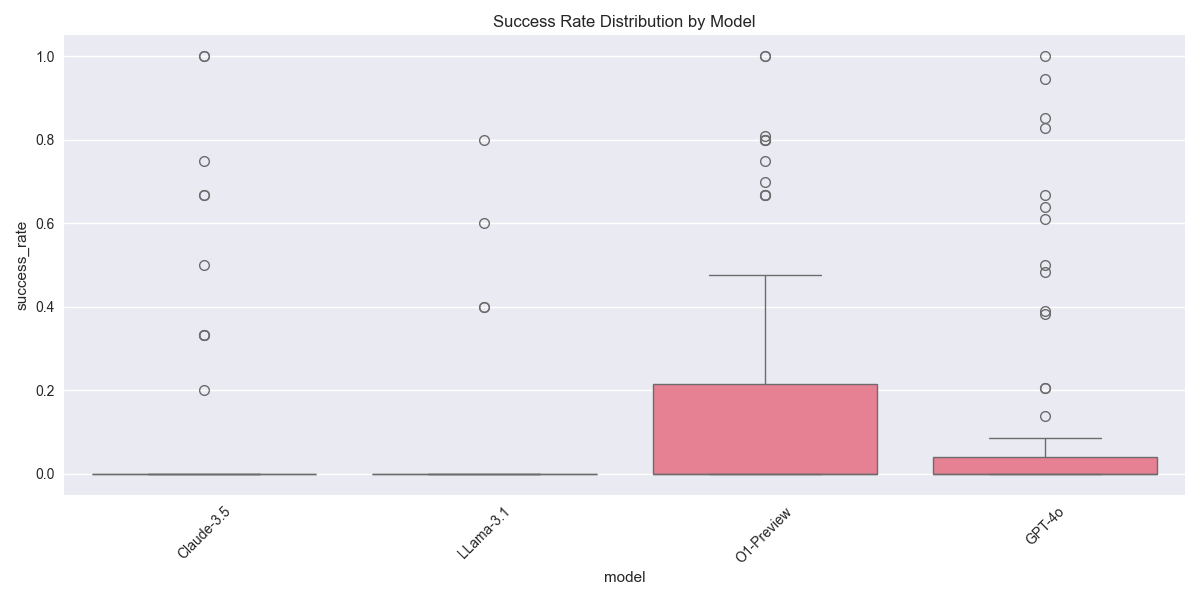 Success Rate Distribution by Model
1.0
0.8
0.6
0.4
0.2
0.0
success_rate
Claude-3.5
LLama-3.1
O1-Preview
GPT-4o
model